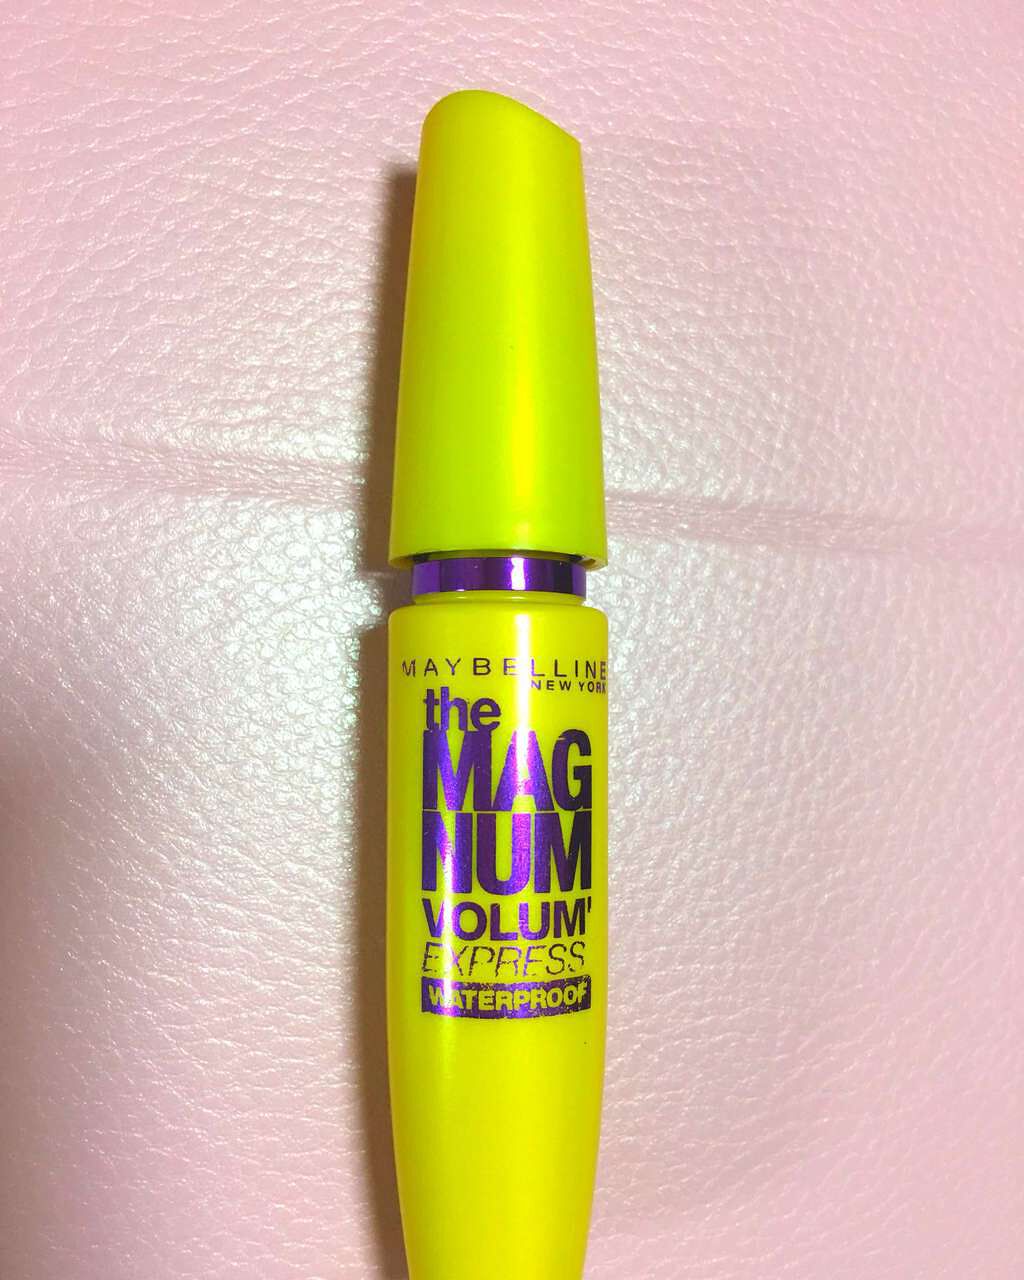 MAYBELLINE
NEW YORK
the
MAG
NUM
VOLUM'
EXPRESS
WATERPROOF